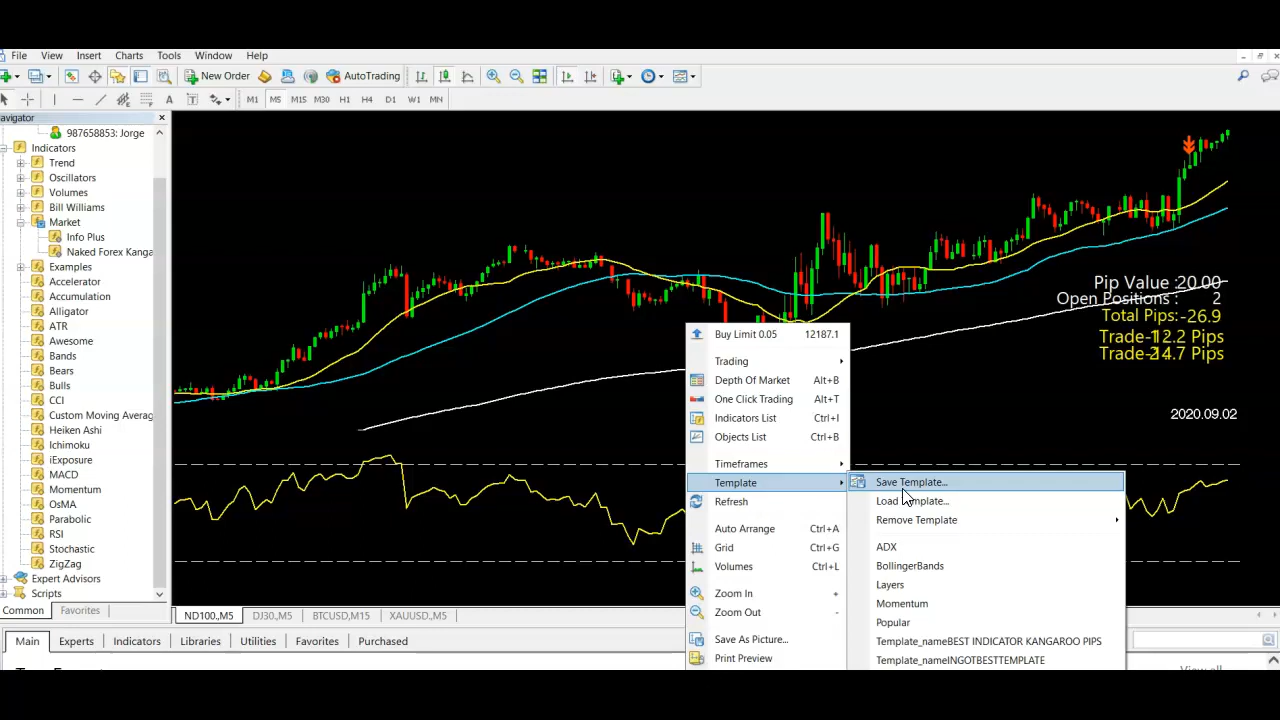 File View Insert Charts Tools Window Help
New Order AutoTrading
A T M1 M5 M15 M30 H1 H4 D1 W1 MN
avigator
987658853: Jorge
Indicators
Trend
Oscillators
Volumes
Bill Williams
Market
Info Plus
Naked Forex Kanga
Examples
Accelerator
Accumulation
Alligator
ATR
Awesome
Bands
Bears
Bulls
CCI
Custom Moving Averag
Heiken Ashi
Ichimoku
iExposure
MACD
Momentum
OsMA
Parabolic
RSI
Stochastic
ZigZag
Expert Advisors
Scripts
Common Favorites
Pip Value :20.00
Open Positions : 2
Total Pips:-26.9
Pips
Pips
2020.09.02
Buy Limit 0.05 12187.1
Trading
Depth Of Market Alt+B
One Click Trading Alt+T
Indicators List Ctrl+I
Objects List Ctrl+B
Timeframes
Template
Refresh
Auto Arrange Ctrl+A
Grid Ctrl+G
Volumes Ctrl+L
Zoom In +
Zoom Out -
Save As Picture...
Print Preview
Save Template...
Load Template...
Remove Template
ADX
BollingerBands
Layers
Momentum
Popular
Template_nameBEST INDICATOR KANGAROO PIPS
Template_nameINGOTBESTTEMPLATE
ND100,M5 DJ30,M5 BTCUSD,M15 XAUUSD,M5
Main Experts Indicators Libraries Utilities Favorites Purchased